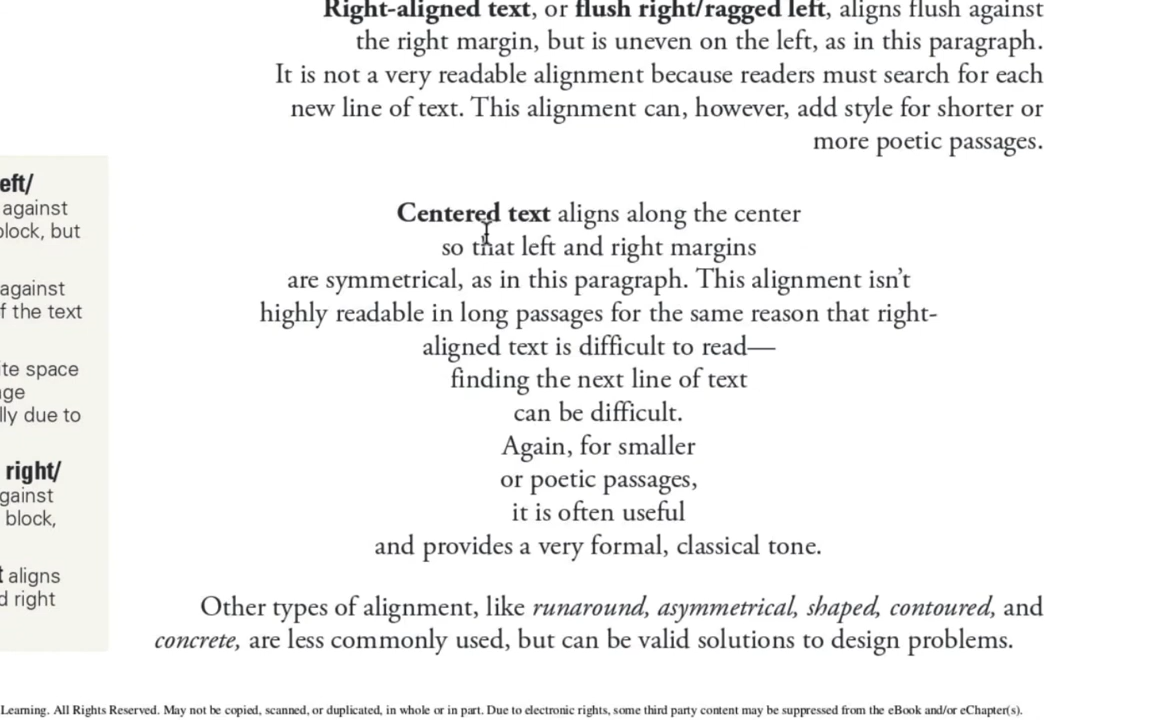 Right-aligned text, or flush right/ragged left, aligns flush against
the right margin, but is uneven on the left, as in this paragraph.
It is not a very readable alignment because readers must search for each
new line of text. This alignment can, however, add style for shorter or
more poetic passages.
Centered text aligns along the center
so that left and right margins
are symmetrical, as in this paragraph. This alignment isn’t
highly readable in long passages for the same reason that right-
aligned text is difficult to read—
finding the next line of text
can be difficult.
Again, for smaller
or poetic passages,
it is often useful
and provides a very formal, classical tone.
Other types of alignment, like runaround, asymmetrical, shaped, contoured, and
concrete, are less commonly used, but can be valid solutions to design problems.
eft/
against
lock, but
against
f the text
te space
ge
lly due to
right/
gainst
block,
t aligns
d right
Learning. All Rights Reserved. May not be copied, scanned, or duplicated, in whole or in part. Due to electronic rights, some third party content may be suppressed from the eBook and/or eChapter(s).